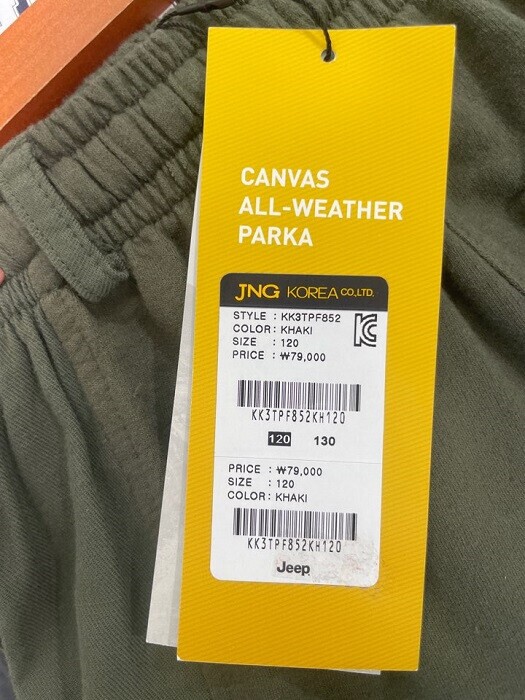 CANVAS
ALL-WEATHER
PARKA
JNG KOREA CO.,LTD.
STYLE : KK3TPF852
COLOR : KHAKI
SIZE : 120
PRICE : ₩79,000
KK3TPF852KH120
120 130
PRICE : ₩79,000
SIZE : 120
COLOR : KHAKI
KK3TPF852KH120
Jeep